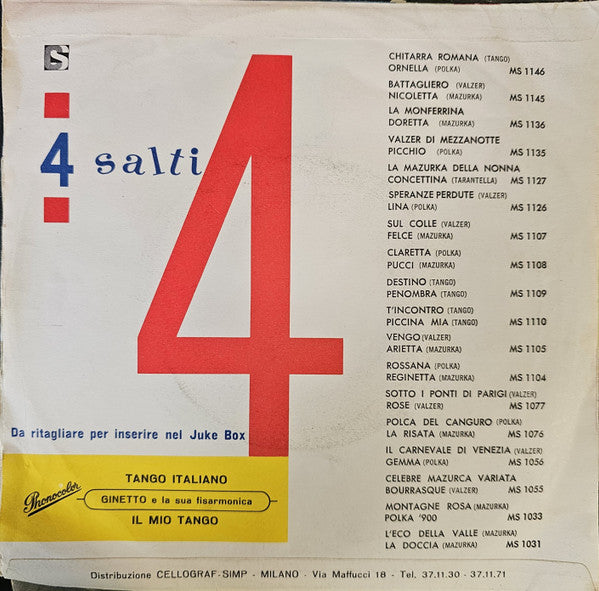 CS
4 salti
4
Da ritagliare per inserire nel Juke Box
TANGO ITALIANO
Phonocolor
GINETTO e la sua fisarmonica
IL MIO TANGO
CHITARRA ROMANA (TANGO)
ORNELLA (POLKA) MS 1146
BATTAGLIERO (VALZER)
NICOLETTA (MAZURKA) MS 1145
LA MONFERRINA
DORETTA (MAZURKA) MS 1136
VALZER DI MEZZANOTTE
PICCHIO (POLKA) MS 1135
LA MAZURKA DELLA NONNA
CONCETTINA (TARANTELLA) MS 1127
SPERANZE PERDUTE (VALZER)
LINA (POLKA) MS 1126
SUL COLLE (VALZER)
FELCE (MAZURKA) MS 1107
CLARETTA (POLKA)
PUCCI (MAZURKA) MS 1108
DESTINO (TANGO)
PENOMBRA (TANGO) MS 1109
T'INCONTRO (TANGO)
PICCINA MIA (TANGO) MS 1110
VENGO (VALZER)
ARIETTA (MAZURKA) MS 1105
ROSSANA (POLKA)
REGINETTA (MAZURKA) MS 1104
SOTTO I PONTI DI PARIGI (VALZER)
ROSE (VALZER) MS 1077
POLCA DEL CANGURO (POLKA)
LA RISATA (MAZURKA) MS 1076
IL CARNEVALE DI VENEZIA (VALZER)
GEMMA (POLKA) MS 1056
CELEBRE MAZURCA VARIATA
BOURRASQUE (VALZER) MS 1055
MONTAGNE ROSA (MAZURKA)
POLKA '900 MS 1033
L'ECO DELLA VALLE (MAZURKA)
LA DOCCIA (MAZURKA) MS 1031
Distribuzione CELLOGRAF-SIMP - MILANO - Via Maffucci 18 - Tel. 37.11.30 - 37.11.71